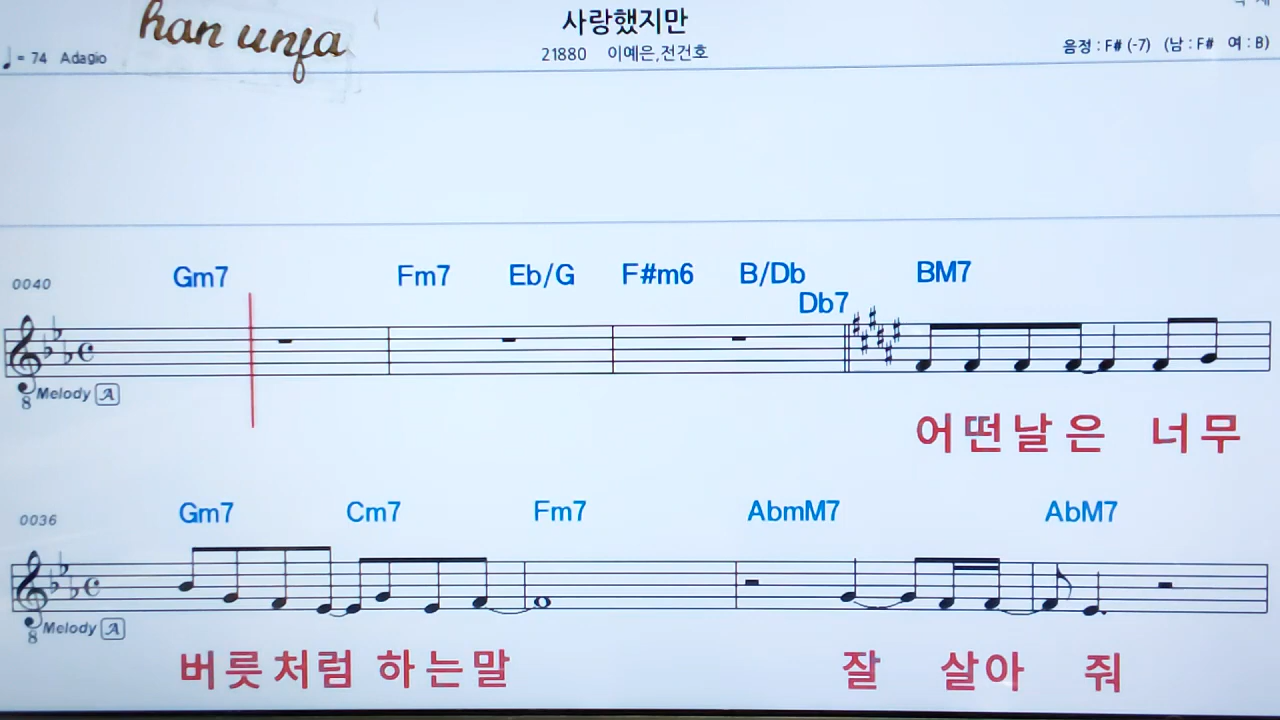 han unja
사랑했지만
♩= 74 Adagio
21880 이예은,전건호
음정 : F# (-7) (남 : F# 여 : B)
0040 Gm7 Fm7 Eb/G F#m6 B/Db Db7 BM7
8 Melody A
어떤날은 너무
0036 Gm7 Cm7 Fm7 AbmM7 AbM7
8 Melody A
버릇처럼 하는말 잘 살아 줘